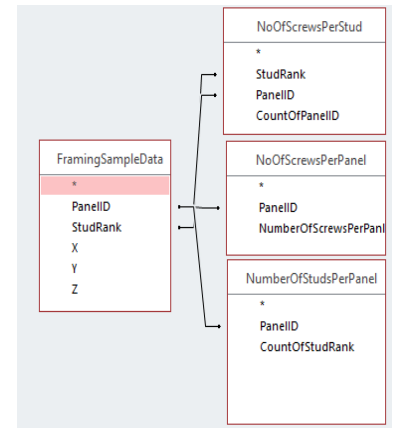 NoOfScrewsPerStud
*
StudRank
PanelID
CountOfPanelID
FramingSampleData
*
PanelID
StudRank
X
Y
Z
NoOfScrewsPerPanel
*
PanelID
NumberOfScrewsPerPanl
NumberOfStudsPerPanel
*
PanelID
CountOfStudRank